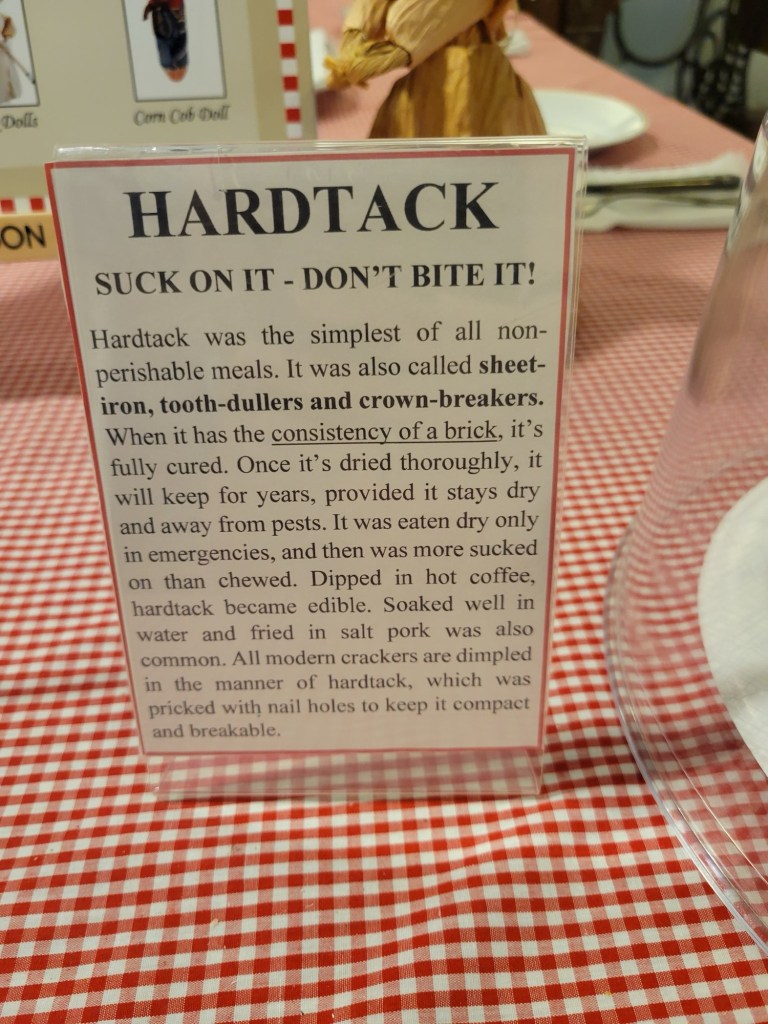 Dolls
Corn Cob Doll
ON
HARDTACK
SUCK ON IT - DON'T BITE IT!
Hardtack was the simplest of all non-
perishable meals. It was also called sheet-
iron, tooth-dullers and crown-breakers.
When it has the consistency of a brick, it's
fully cured. Once it's dried thoroughly, it
will keep for years, provided it stays dry
and away from pests. It was eaten dry only
in emergencies, and then was more sucked
on than chewed. Dipped in hot coffee,
hardtack became edible. Soaked well in
water and fried in salt pork was also
common. All modern crackers are dimpled
in the manner of hardtack, which was
pricked with nail holes to keep it compact
and breakable.